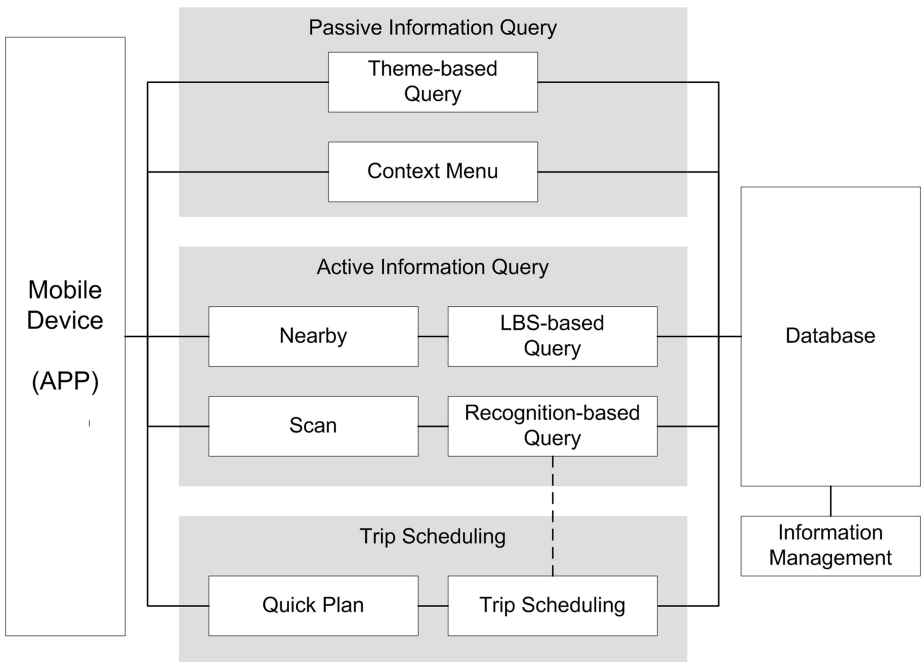 Passive Information Query
Theme-based
Query
Context Menu
Mobile
Device
(APP)
Active Information Query
Nearby
LBS-based
Query
Scan
Recognition-based
Query
Trip Scheduling
Quick Plan
Trip Scheduling
Database
Information
Management